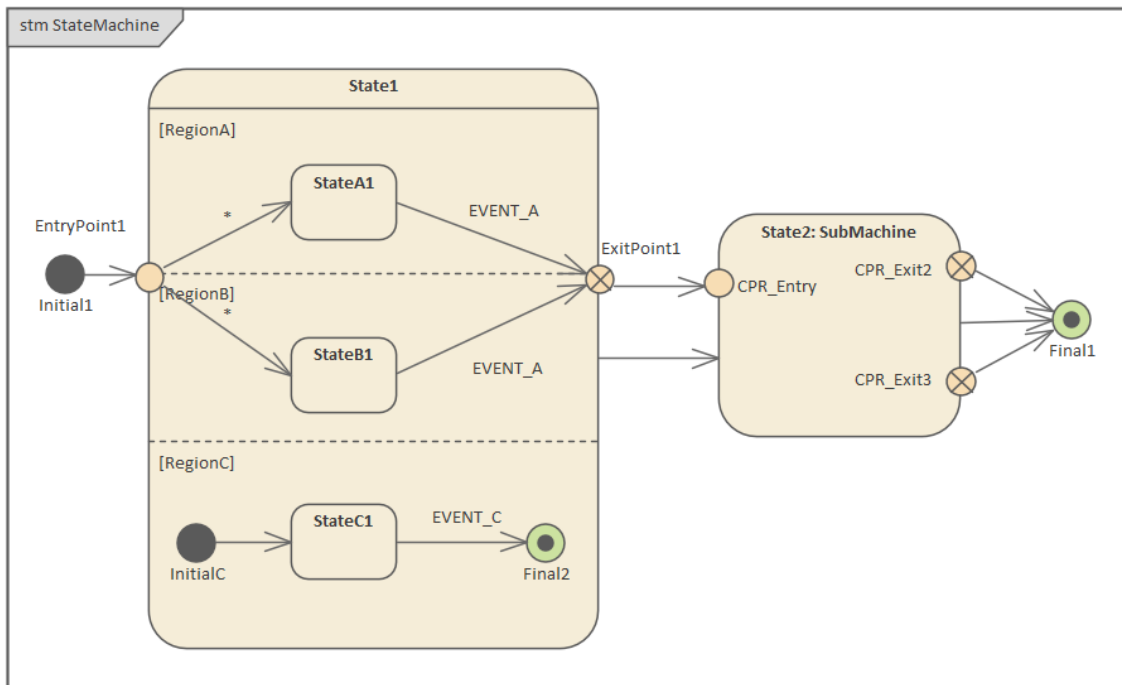 stm StateMachine
State1
[RegionA]
StateA1
*
EVENT_A
EntryPoint1
Initial1
ExitPoint1
[RegionB]
*
StateB1
EVENT_A
State2: SubMachine
CPR_Exit2
CPR_Entry
CPR_Exit3
Final1
[RegionC]
StateC1
EVENT_C
InitialC
Final2